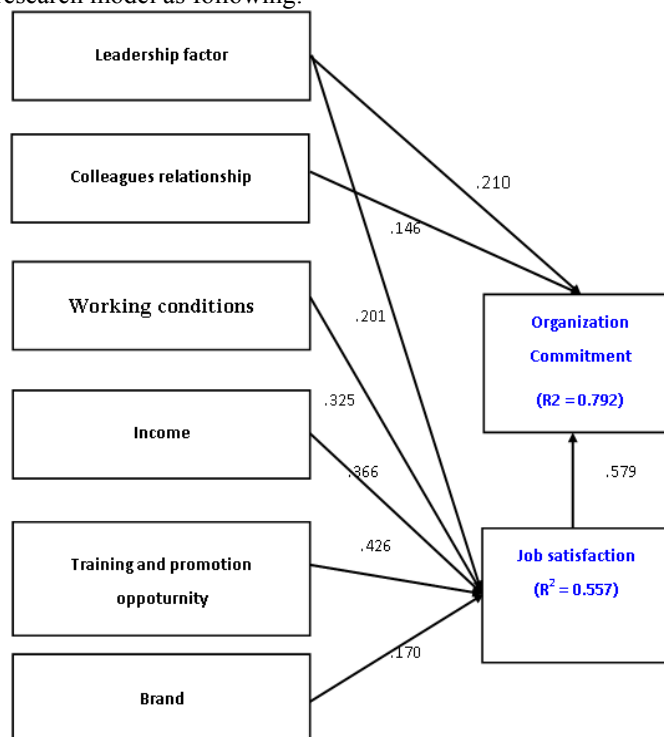 research model as following:
Leadership factor
Colleagues relationship
.210
.146
Working conditions
.201
Organization
Commitment
(R2 = 0.792)
.325
Income
.366
.579
.426
Training and promotion
oppoturnity
Job satisfaction
(R² = 0.557)
.170
Brand